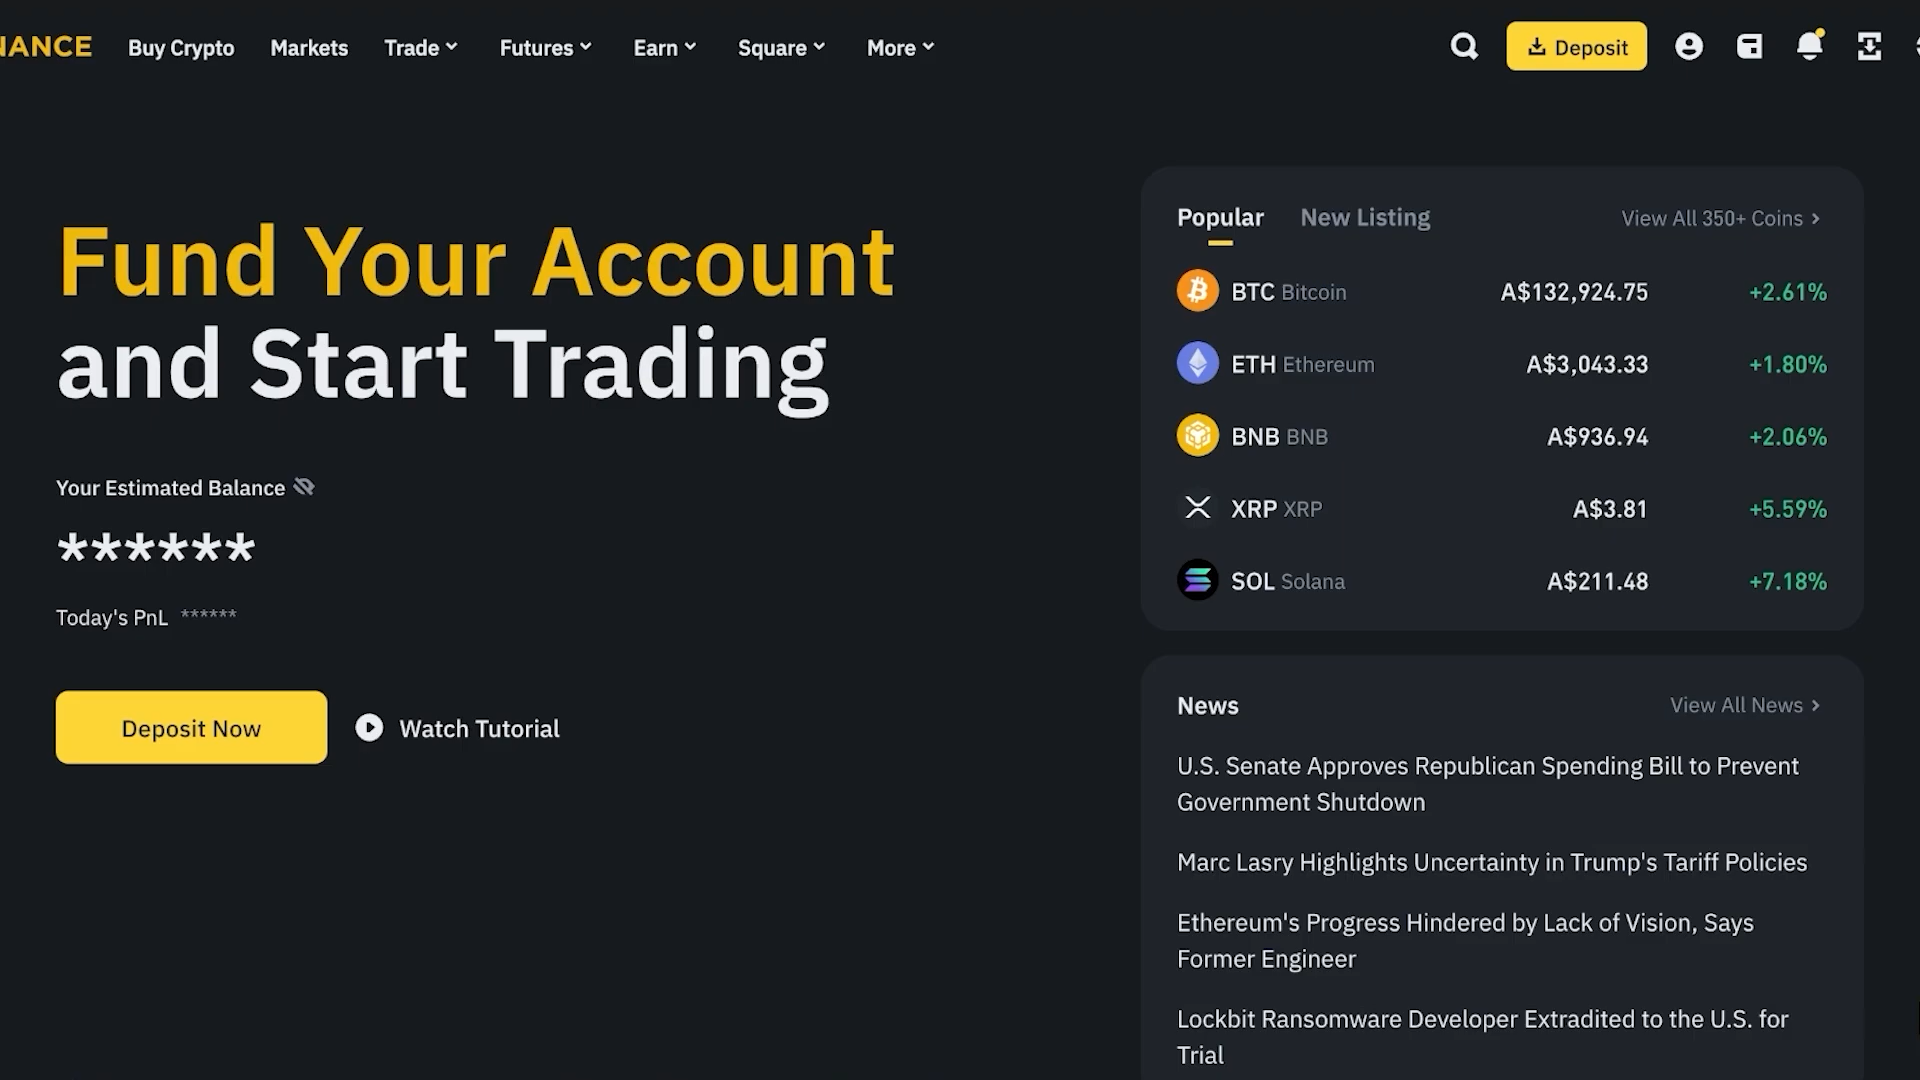 NANCE
Buy Crypto
Markets
Trade
Futures
Earn
Square
More
Deposit
Fund Your Account
and Start Trading
Your Estimated Balance
******
Today's PnL ******
Deposit Now
Watch Tutorial
Popular New Listing View All 350+ Coins
BTC Bitcoin A$132,924.75 +2.61%
ETH Ethereum A$3,043.33 +1.80%
BNB BNB A$936.94 +2.06%
XRP XRP A$3.81 +5.59%
SOL Solana A$211.48 +7.18%
News View All News
U.S. Senate Approves Republican Spending Bill to Prevent
Government Shutdown
Marc Lasry Highlights Uncertainty in Trump's Tariff Policies
Ethereum's Progress Hindered by Lack of Vision, Says
Former Engineer
Lockbit Ransomware Developer Extradited to the U.S. for
Trial